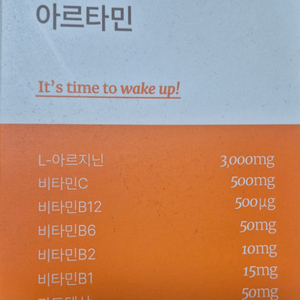 아르타민
It's time to wake up!
L-아르지닌 3,000mg
비타민C 500mg
비타민B12 500µg
비타민B6 50mg
비타민B2 10mg
비타민B1 15mg
50mg